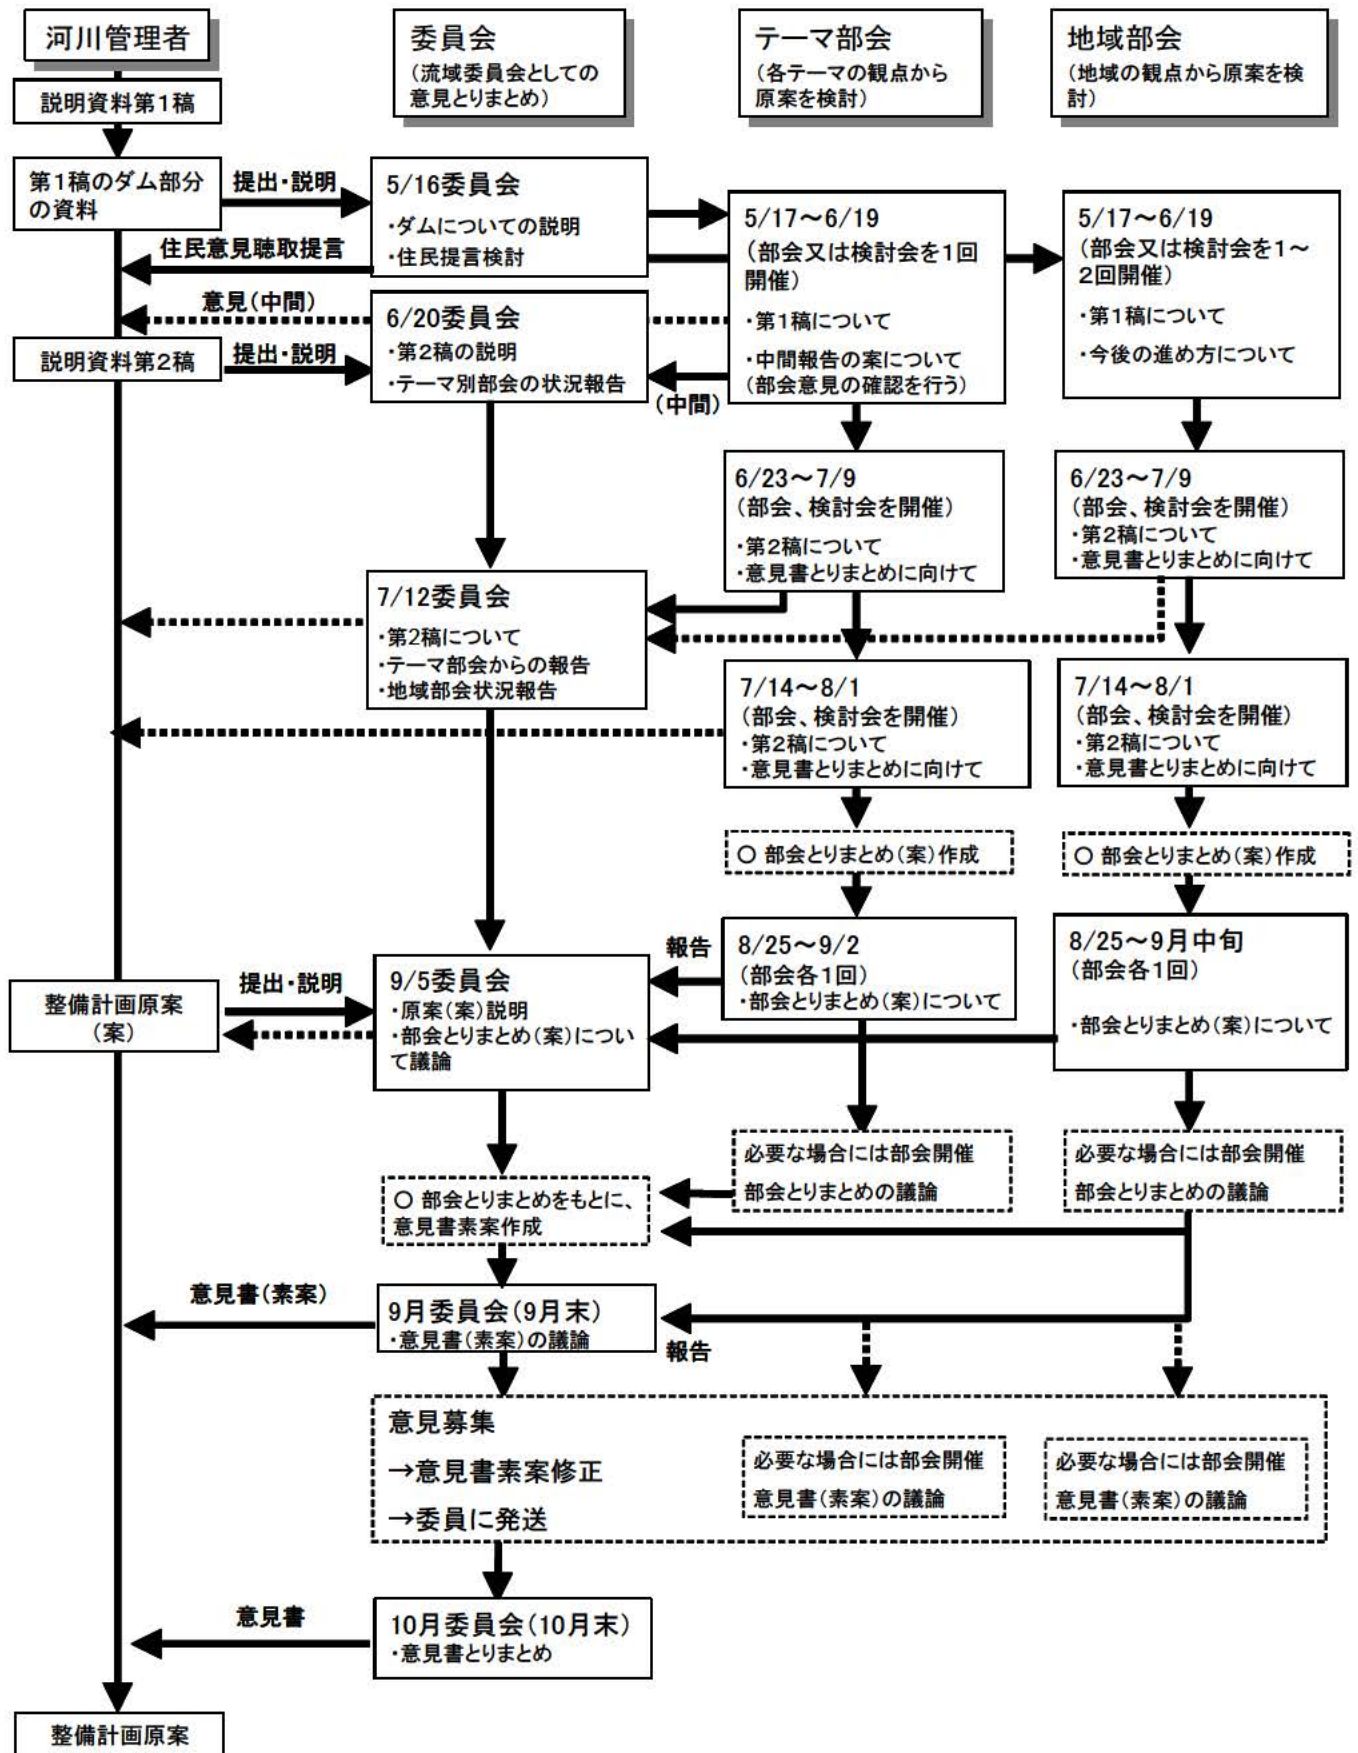 河川管理者
委員会
(流域委員会としての
意見とりまとめ)
テーマ部会
(各テーマの観点から
原案を検討)
地域部会
(地域の観点から原案を検
討)
説明資料第1稿
第1稿のダム部分
の資料
提出・説明
5/16委員会
・ダムについての説明
・住民提言検討
住民意見聴取提言
5/17～6/19
(部会又は検討会を1回
開催)
・第1稿について
・中間報告の案について
(部会意見の確認を行う)
5/17～6/19
(部会又は検討会を1～
2回開催)
・第1稿について
・今後の進め方について
意見(中間)
説明資料第2稿
提出・説明
6/20委員会
・第2稿の説明
・テーマ別部会の状況報告
(中間)
6/23～7/9
(部会、検討会を開催)
・第2稿について
・意見書とりまとめに向けて
6/23～7/9
(部会、検討会を開催)
・第2稿について
・意見書とりまとめに向けて
7/12委員会
・第2稿について
・テーマ部会からの報告
・地域部会状況報告
7/14～8/1
(部会、検討会を開催)
・第2稿について
・意見書とりまとめに向けて
7/14～8/1
(部会、検討会を開催)
・第2稿について
・意見書とりまとめに向けて
○ 部会とりまとめ(案)作成
○ 部会とりまとめ(案)作成
整備計画原案
(案)
提出・説明
9/5委員会
・原案(案)説明
・部会とりまとめ(案)につい
て議論
報告
8/25～9/2
(部会各1回)
・部会とりまとめ(案)について
8/25～9月中旬
(部会各1回)
・部会とりまとめ(案)について
必要な場合には部会開催
部会とりまとめの議論
必要な場合には部会開催
部会とりまとめの議論
○ 部会とりまとめをもとに、
意見書素案作成
意見書(素案)
9月委員会(9月末)
・意見書(素案)の議論
報告
意見募集
→意見書素案修正
→委員に発送
必要な場合には部会開催
意見書(素案)の議論
必要な場合には部会開催
意見書(素案)の議論
意見書
10月委員会(10月末)
・意見書とりまとめ
整備計画原案